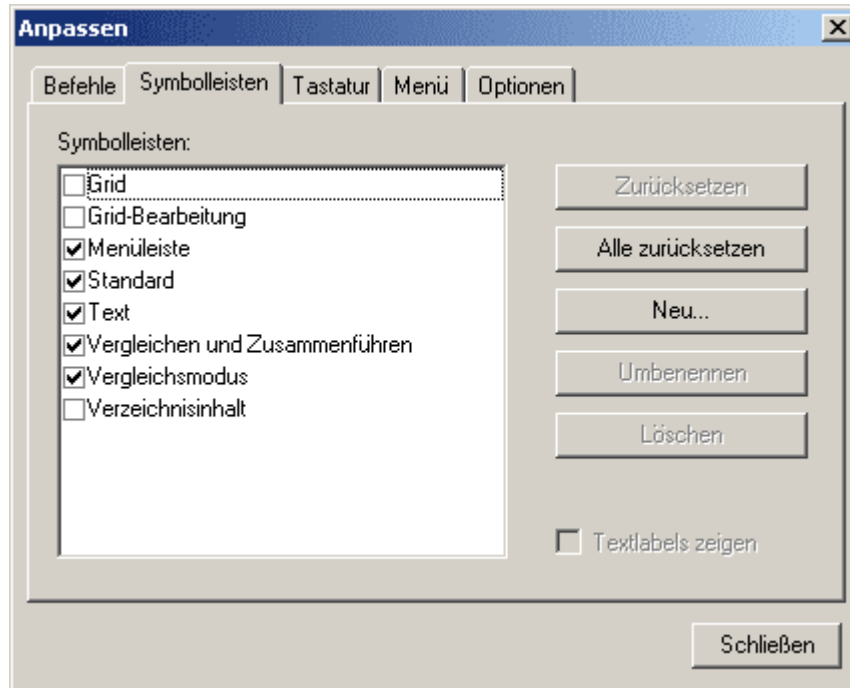 Anpassen
Befehle Symbolleisten Tastatur Menü Optionen
Symbolleisten:
Grid
Grid-Bearbeitung
Menüleiste
Standard
Text
Vergleichen und Zusammenführen
Vergleichsmodus
Verzeichnisinhalt
Zurücksetzen
Alle zurücksetzen
Neu...
Umbenennen
Löschen
Textlabels zeigen
Schließen